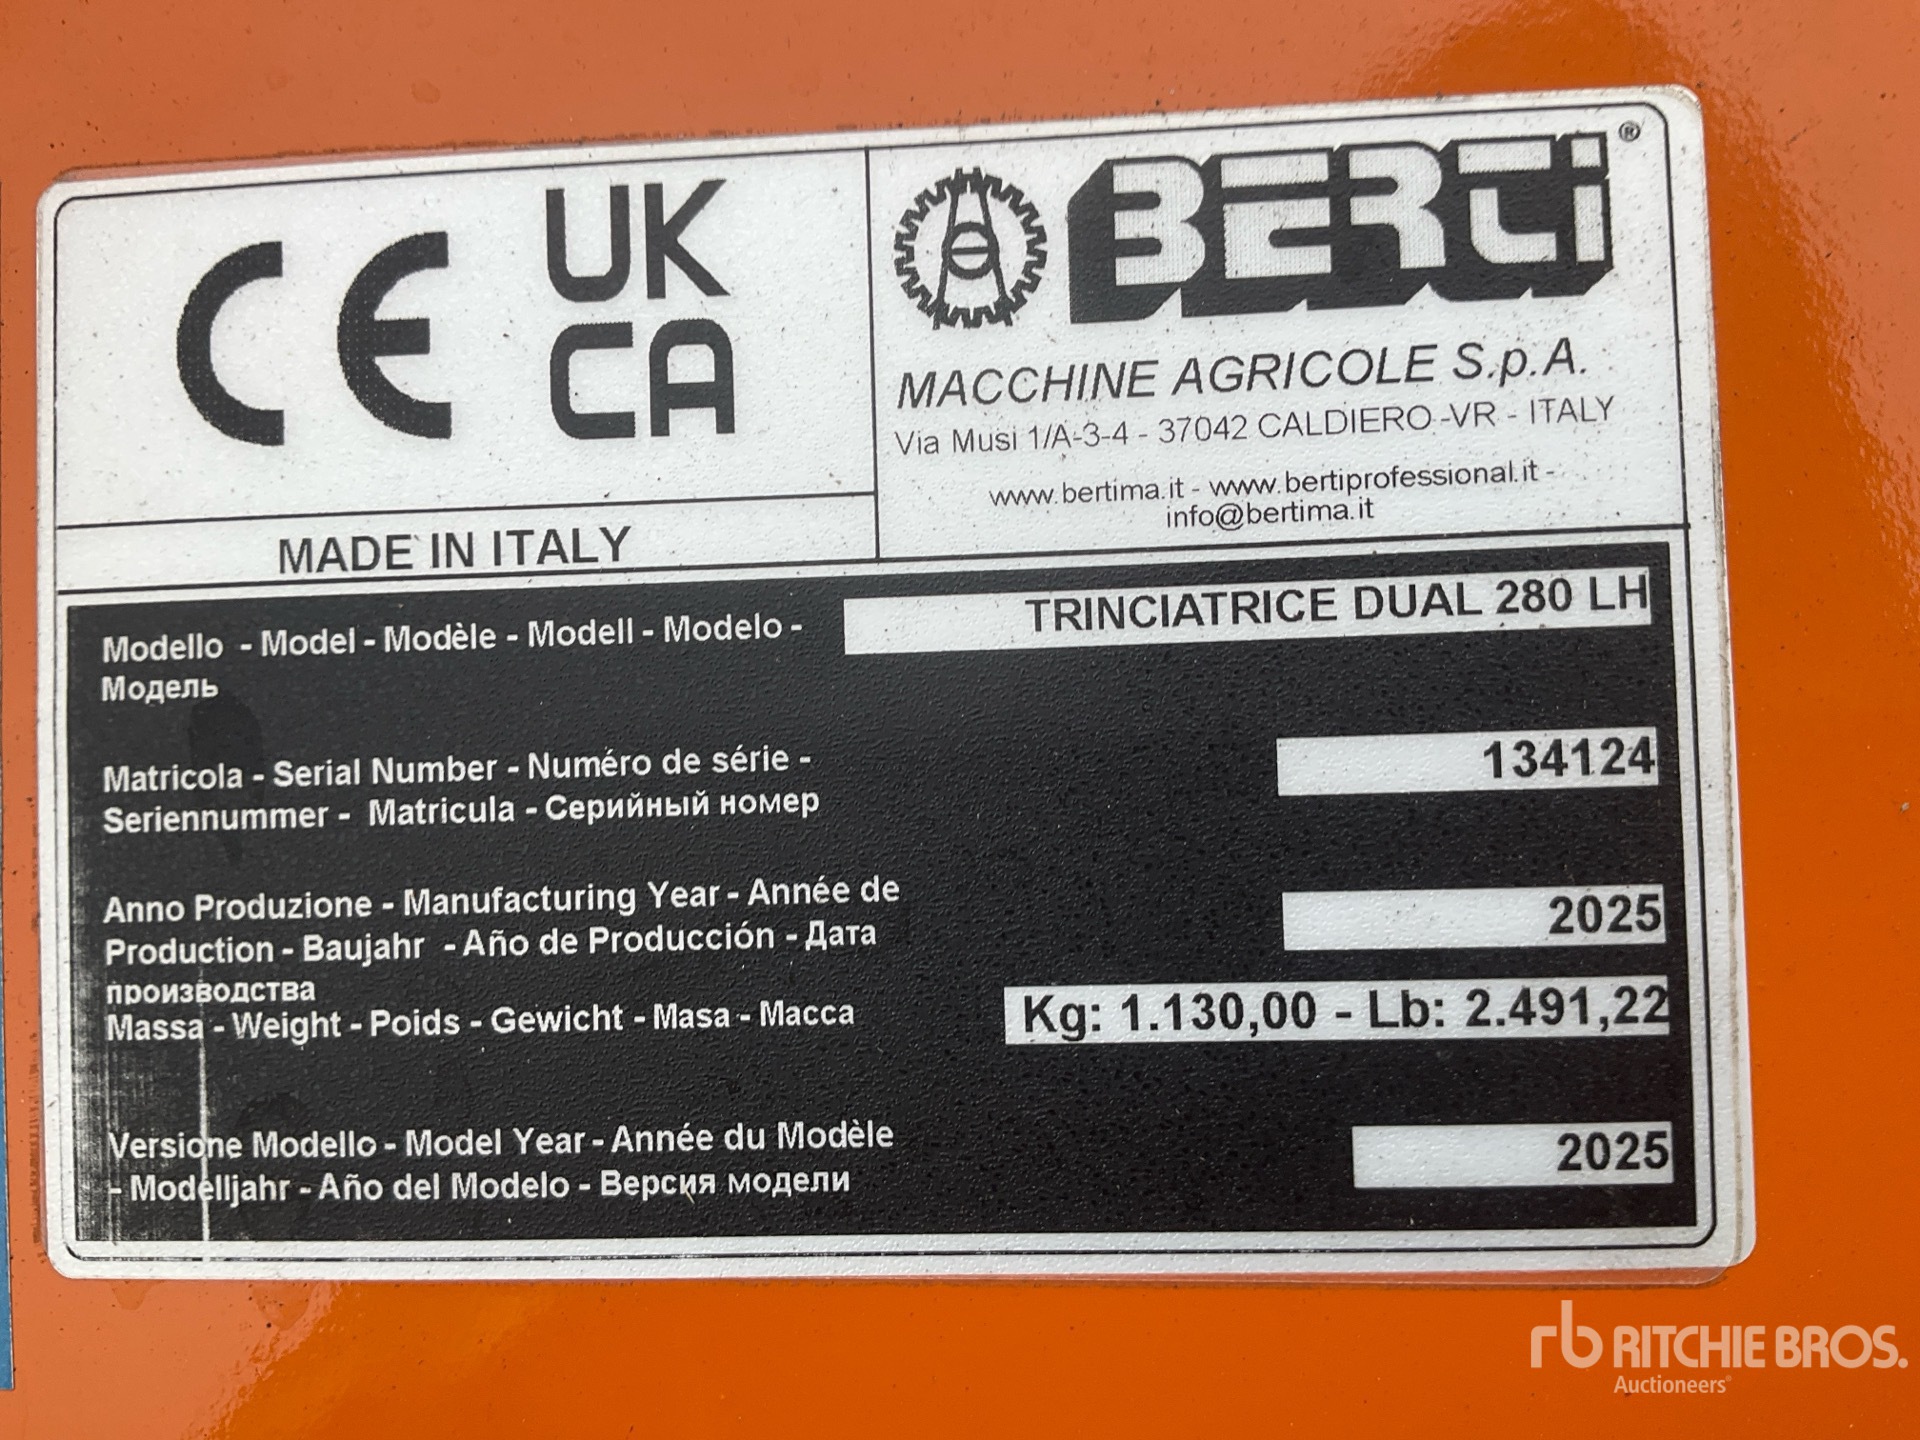 CE
UK
CA
BERTI®
MACCHINE AGRICOLE S.p.A.
Via Musi 1/A-3-4 - 37042 CALDIERO -VR - ITALY
www.bertima.it - www.bertiprofessional.it -
info@bertima.it
MADE IN ITALY
Modello - Model - Modèle - Modell - Modelo -
Модель
TRINCIATRICE DUAL 280 LH
Matricola - Serial Number - Numéro de série -
Seriennummer - Matricula - Серийный номер
134124
Anno Produzione - Manufacturing Year - Année de
Production - Baujahr - Año de Producción - Дата
производства
2025
Massa - Weight - Poids - Gewicht - Masa - Масса
Kg: 1.130,00 - Lb: 2.491,22
Versione Modello - Model Year - Année du Modèle
- Modelljahr - Año del Modelo - Версия модели
2025
rb RITCHIE BROS.
Auctioneers®